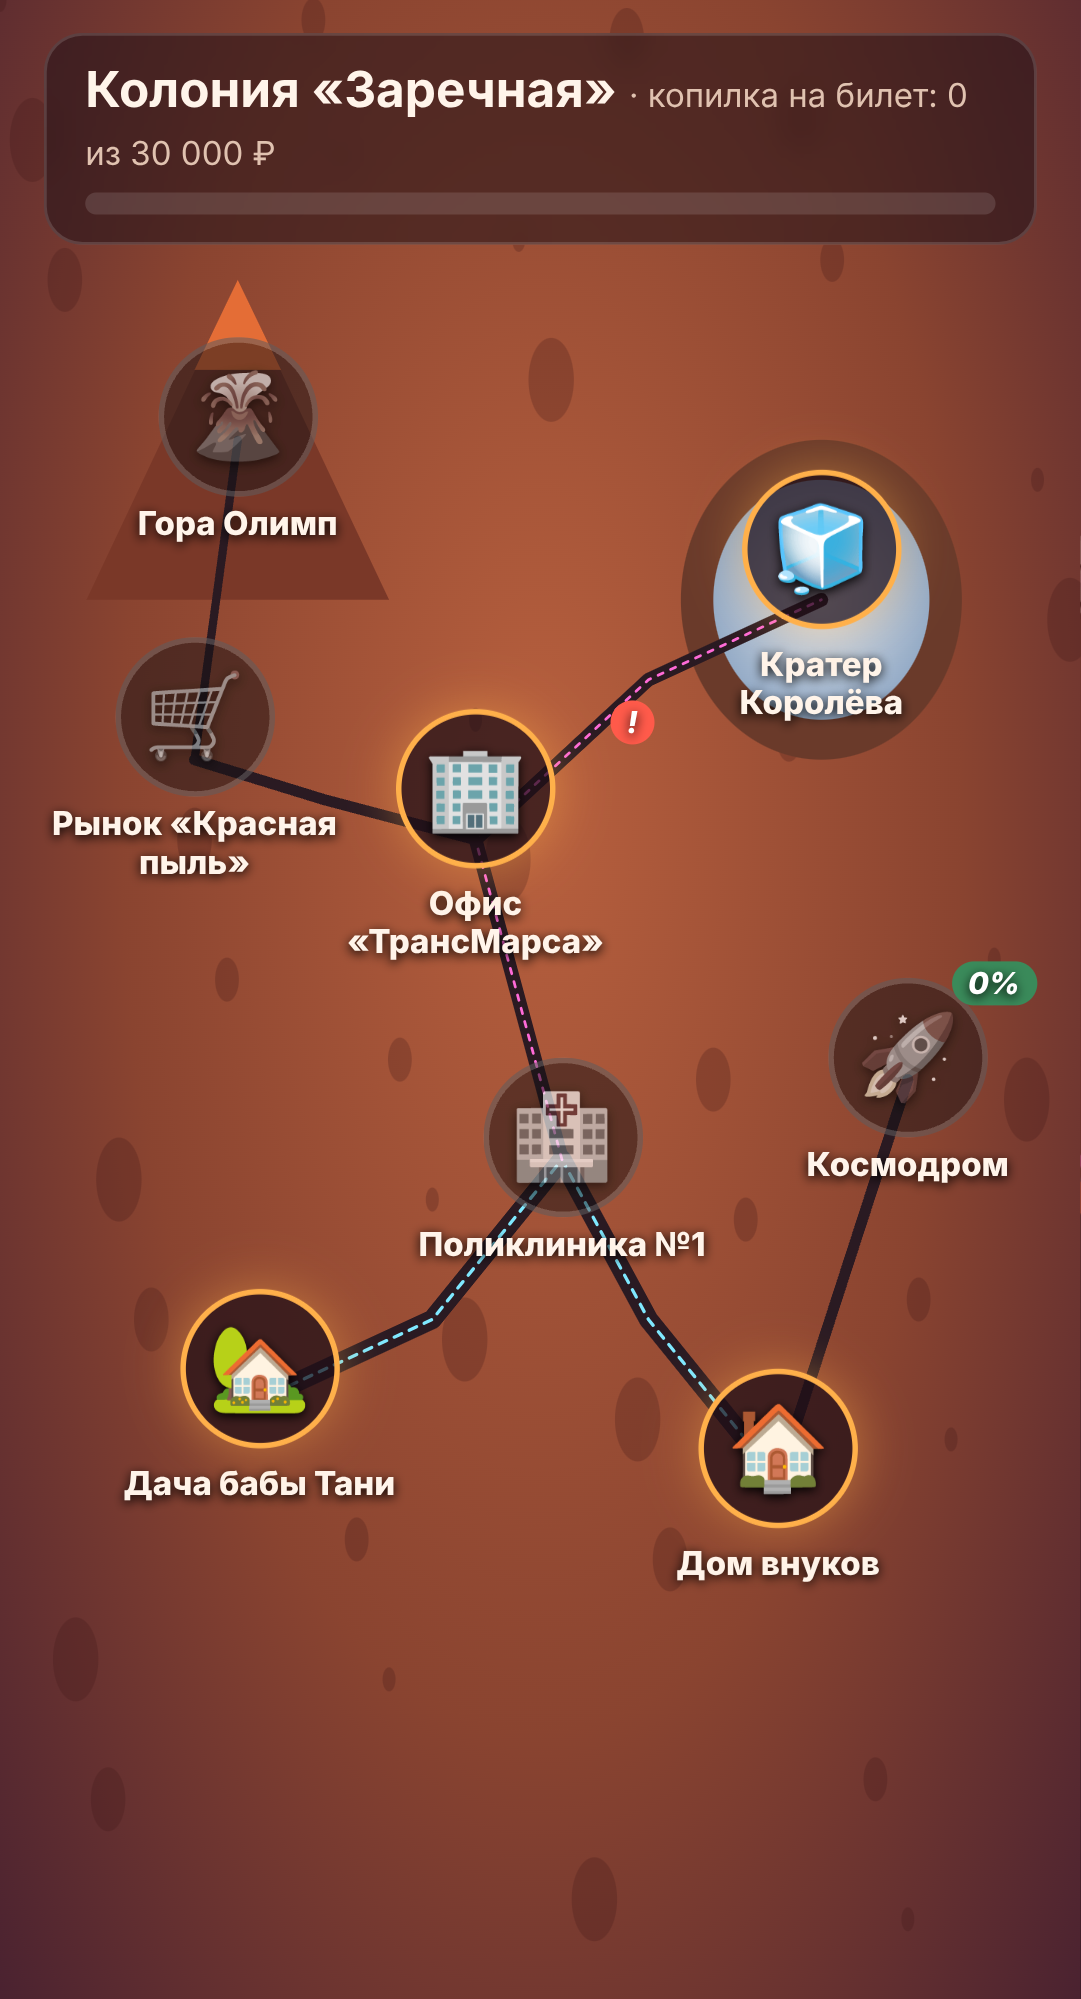 Колония «Заречная» · копилка на билет: 0
из 30 000 ₽
Гора Олимп
Кратер
Королёва
!
Рынок «Красная
пыль»
Офис
«ТрансМарса»
0%
Космодром
Поликлиника №1
Дача бабы Тани
Дом внуков